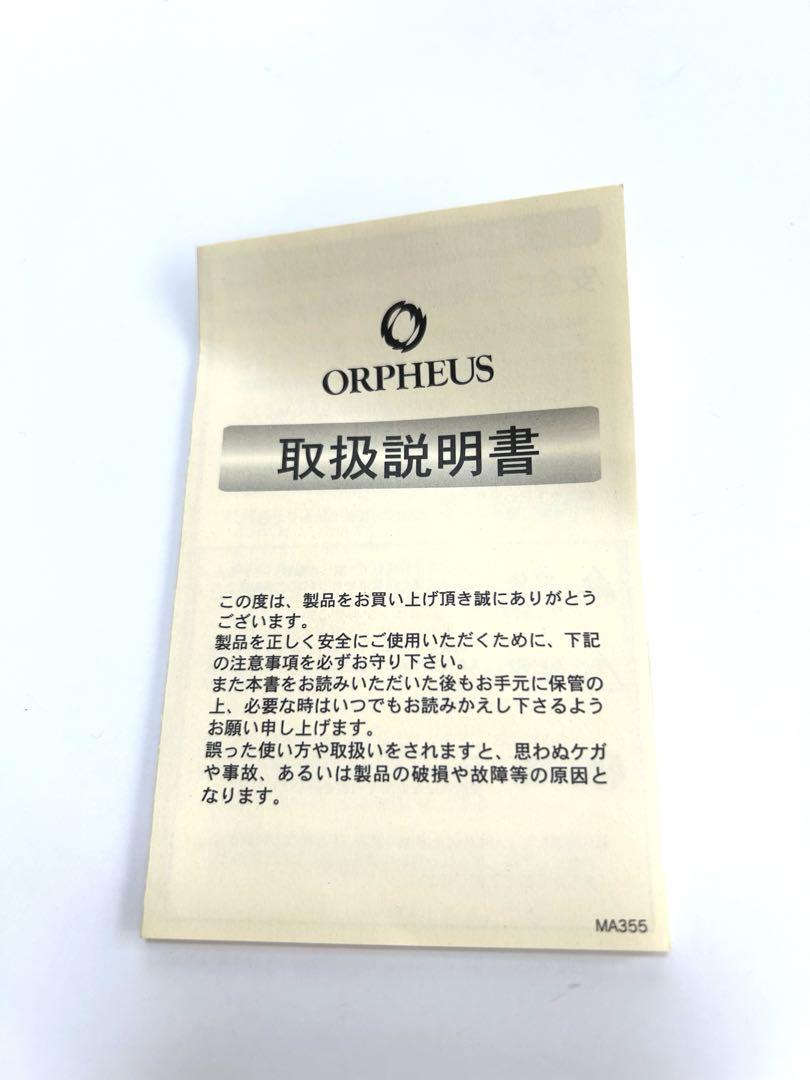 ORPHEUS
取扱説明書
この度は、製品をお買い上げ頂き誠にありがとう
ございます。
製品を正しく安全にご使用いただくために、下記
の注意事項を必ずお守り下さい。
また本書をお読みいただいた後もお手元に保管の
上、必要な時はいつでもお読みかえし下さるよう
お願い申し上げます。
誤った使い方や取扱いをされますと、思わぬケガ
や事故、あるいは製品の破損や故障等の原因と
なります。
MA355